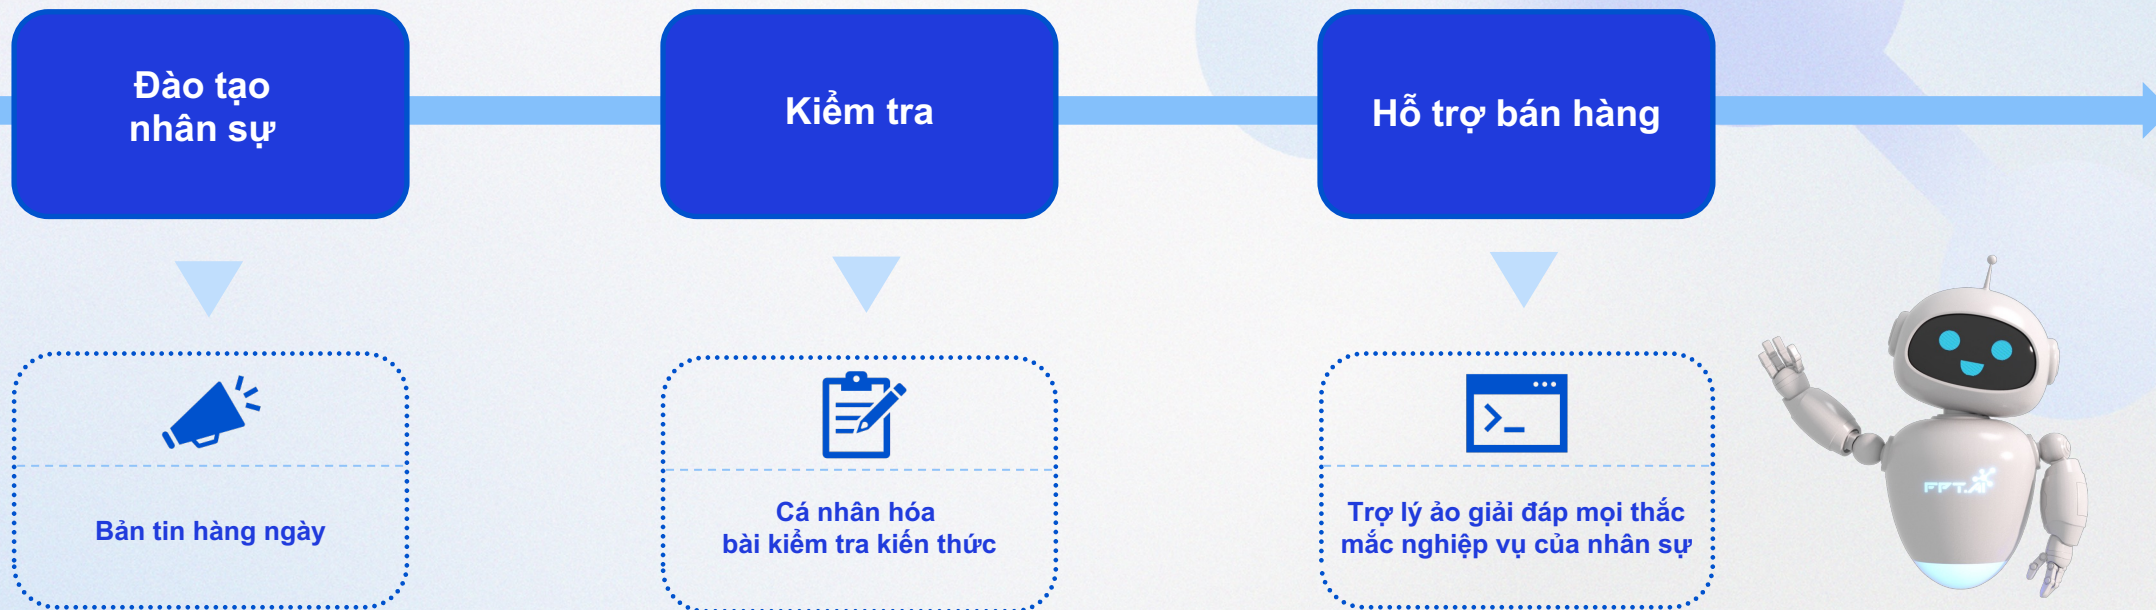 Đào tạo
nhân sự
Kiểm tra
Hỗ trợ bán hàng
Bản tin hàng ngày
Cá nhân hóa
bài kiểm tra kiến thức
Trợ lý ảo giải đáp mọi thắc
mắc nghiệp vụ của nhân sự
FPT.AI